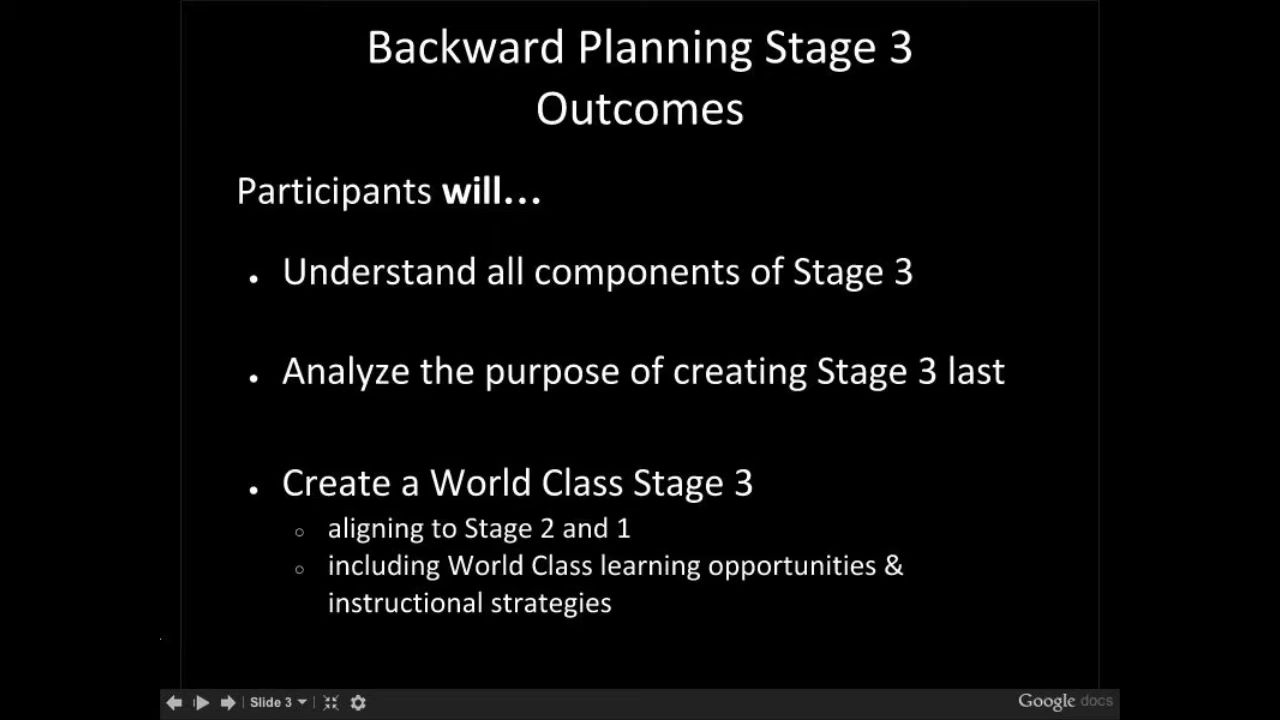 Backward Planning Stage 3
Outcomes
Participants will...
• Understand all components of Stage 3
• Analyze the purpose of creating Stage 3 last
• Create a World Class Stage 3
○ aligning to Stage 2 and 1
○ including World Class learning opportunities &
instructional strategies
Slide 3
Google docs